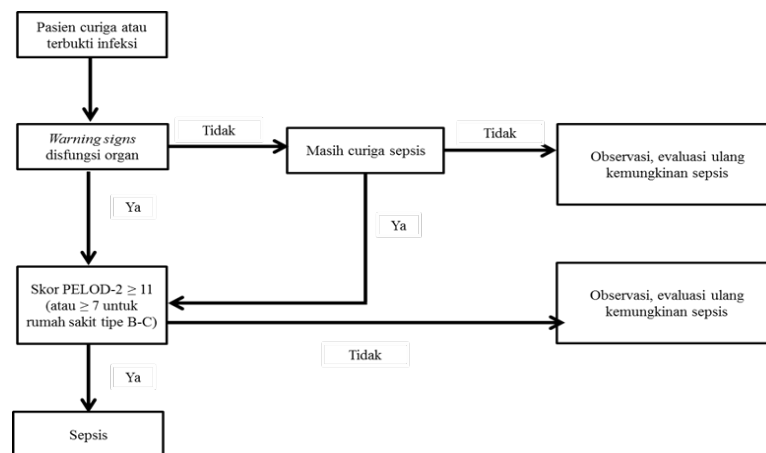 Pasien curiga atau
terbukti infeksi
Warning signs
disfungsi organ
Tidak
Masih curiga sepsis
Tidak
Observasi, evaluasi ulang
kemungkinan sepsis
Ya
Ya
Skor PELOD-2 ≥ 11
(atau ≥ 7 untuk
rumah sakit tipe B-C)
Observasi, evaluasi ulang
kemungkinan sepsis
Tidak
Ya
Sepsis